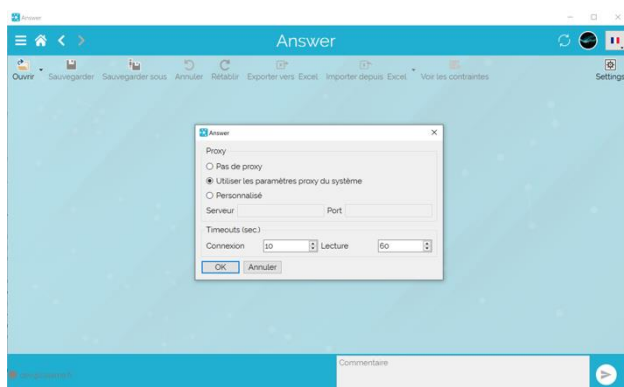 Answer
Answer
Ouvrir Sauvegarder Sauvegarder sous Annuler Rétablir Exporter vers Excel Importer depuis Excel Voir les contraintes Settings
Answer
Proxy
Pas de proxy
Utiliser les paramètres proxy du système
Personnalisé
Serveur Port
Timeouts (sec.)
Connexion 10 Lecture 60
OK Annuler
Commentaire